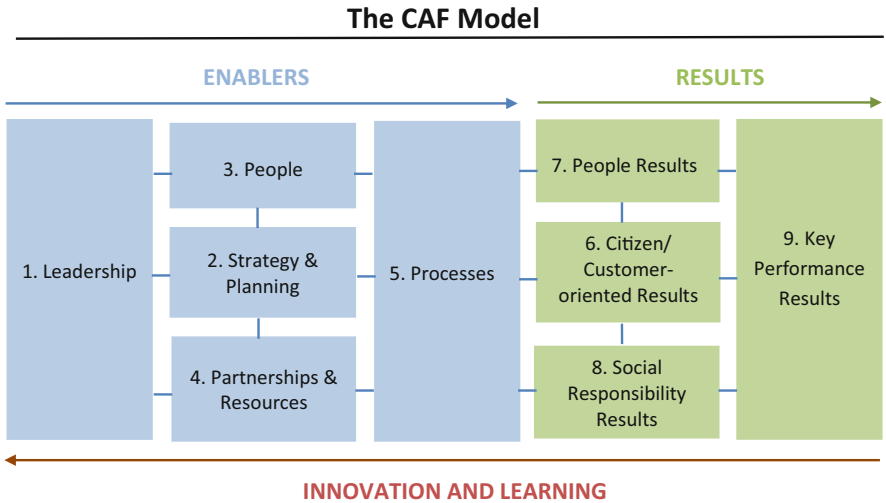 The CAF Model
ENABLERS
RESULTS
1. Leadership
3. People
2. Strategy &
Planning
4. Partnerships &
Resources
5. Processes
7. People Results
6. Citizen/
Customer-
oriented Results
8. Social
Responsibility
Results
9. Key
Performance
Results
INNOVATION AND LEARNING